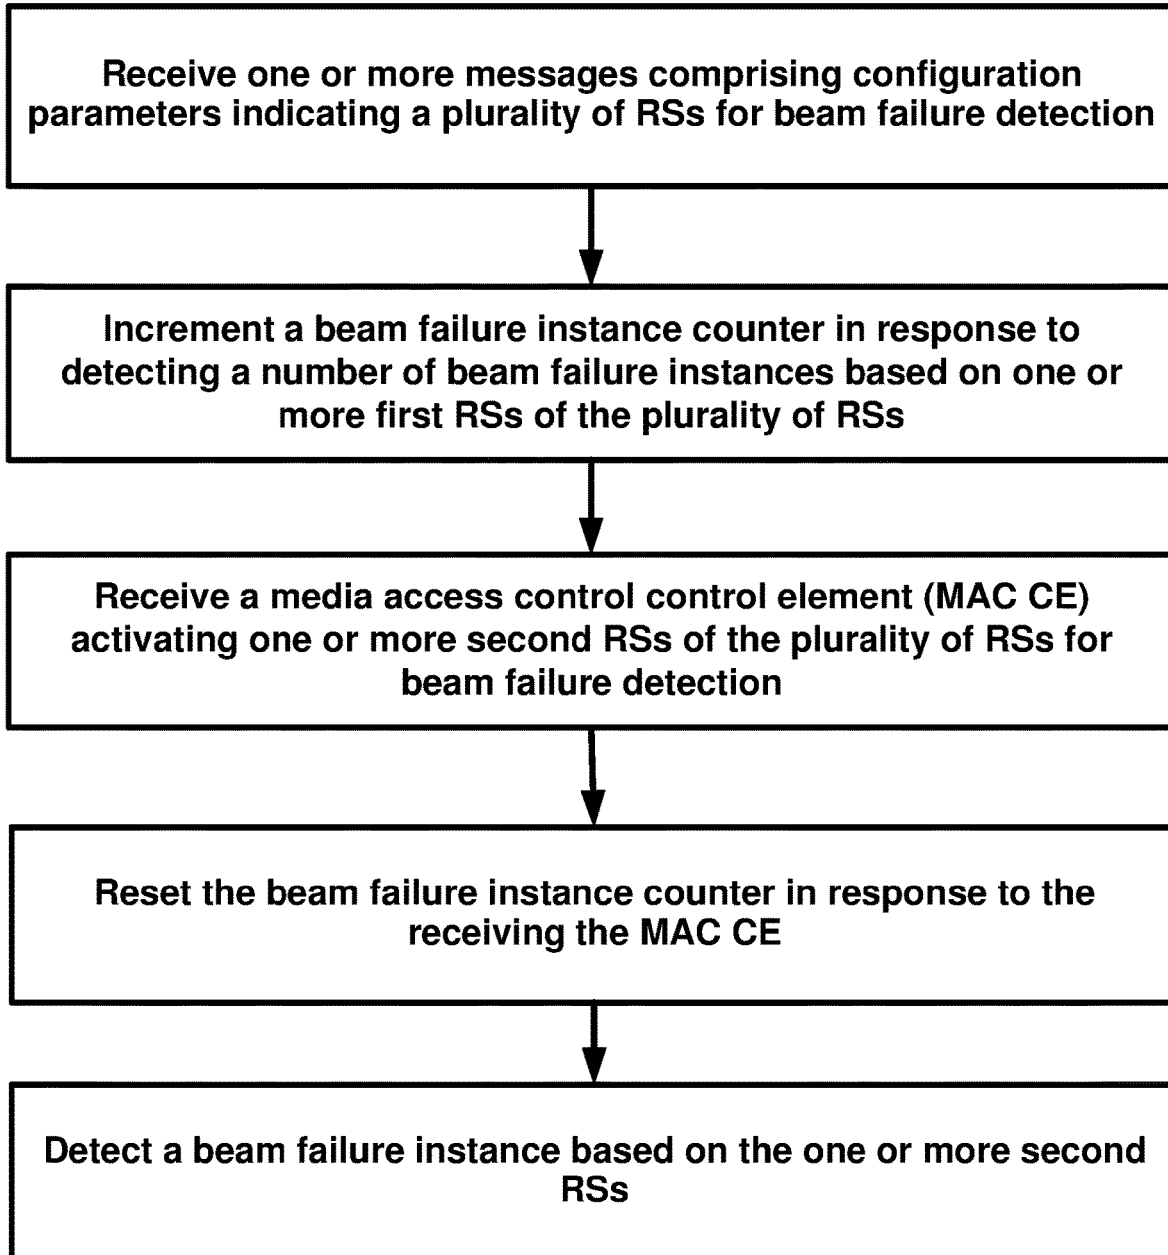 Receive one or more messages comprising configuration
parameters indicating a plurality of RSs for beam failure detection
Increment a beam failure instance counter in response to
detecting a number of beam failure instances based on one or
more first RSs of the plurality of RSs
Receive a media access control control element (MAC CE)
activating one or more second RSs of the plurality of RSs for
beam failure detection
Reset the beam failure instance counter in response to the
receiving the MAC CE
Detect a beam failure instance based on the one or more second
RSs